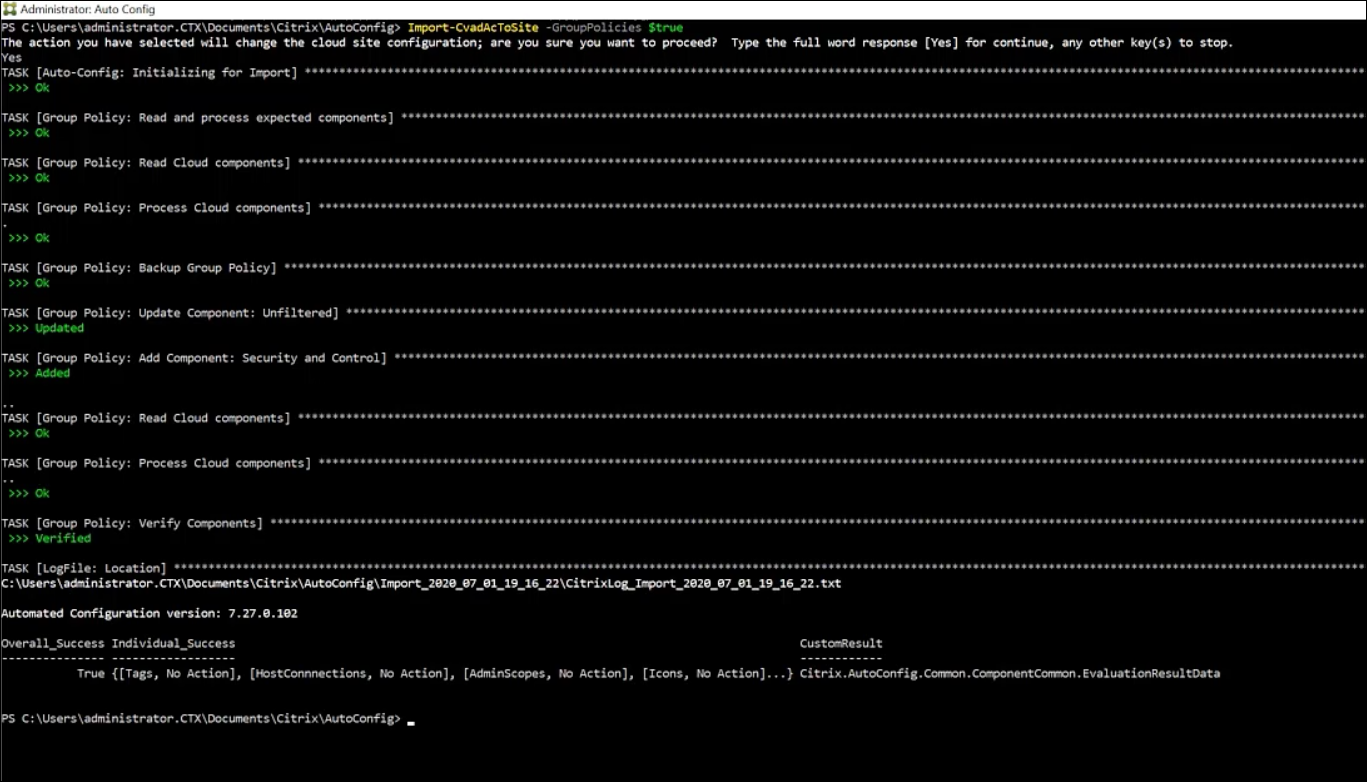 Administrator: Auto Config
PS C:\Users\administrator.CTX\Documents\Citrix\AutoConfig> Import-CvadAcToSite -GroupPolicies $true
The action you have selected will change the cloud site configuration; are you sure you want to proceed?  Type the full word response [Yes] for continue, any other key(s) to stop.
Yes
TASK [Auto-Config: Initializing for Import] ****************************************************************************************************
>>> Ok
TASK [Group Policy: Read and process expected components] ****************************************************************************************************
>>> Ok
TASK [Group Policy: Read Cloud components] ****************************************************************************************************
>>> Ok
TASK [Group Policy: Process Cloud components] ****************************************************************************************************
.
>>> Ok
TASK [Group Policy: Backup Group Policy] ****************************************************************************************************
>>> Ok
TASK [Group Policy: Update Component: Unfiltered] ****************************************************************************************************
>>> Updated
TASK [Group Policy: Add Component: Security and Control] ****************************************************************************************************
>>> Added
..
TASK [Group Policy: Read Cloud components] ****************************************************************************************************
>>> Ok
TASK [Group Policy: Process Cloud components] ****************************************************************************************************
..
>>> Ok
TASK [Group Policy: Verify Components] ****************************************************************************************************
>>> Verified
TASK [LogFile: Location] ****************************************************************************************************
C:\Users\administrator.CTX\Documents\Citrix\AutoConfig\Import_2020_07_01_19_16_22\CitrixLog_Import_2020_07_01_19_16_22.txt
Automated Configuration version: 7.27.0.102
Overall_Success Individual_Success CustomResult
--------------- ------------------ ------------
True {[Tags, No Action], [HostConnnections, No Action], [AdminScopes, No Action], [Icons, No Action]...} Citrix.AutoConfig.Common.ComponentCommon.EvaluationResultData
PS C:\Users\administrator.CTX\Documents\Citrix\AutoConfig> _